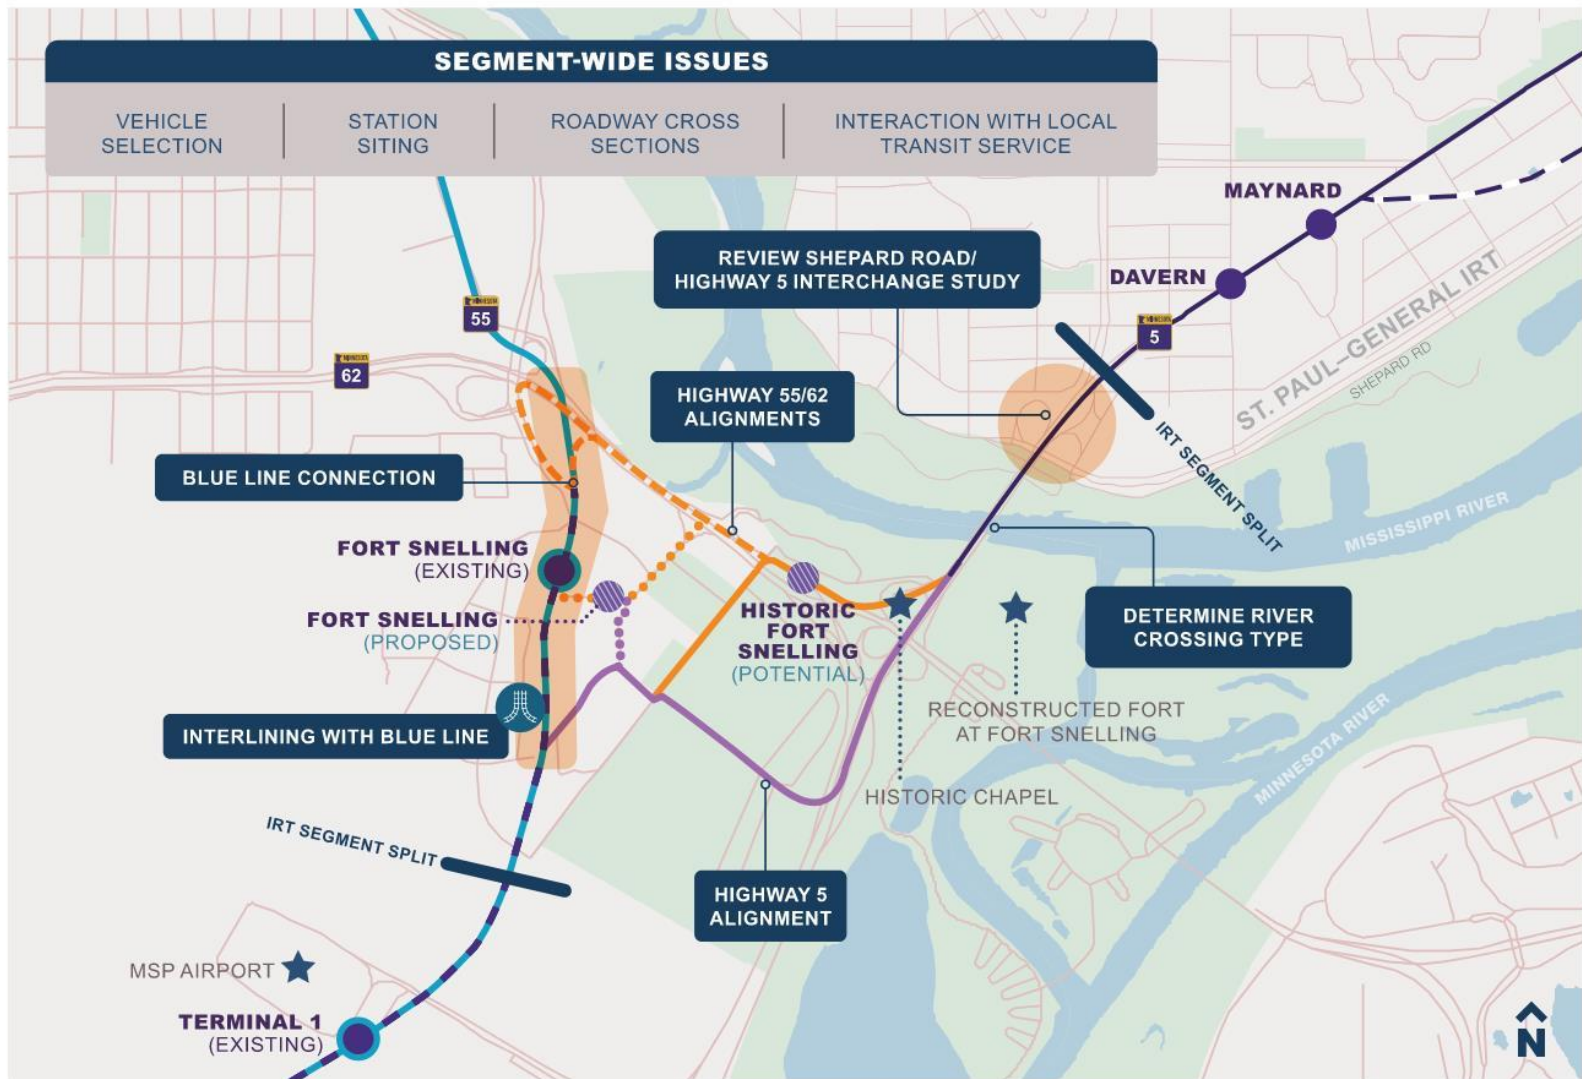 SEGMENT-WIDE ISSUES
VEHICLE
SELECTION
STATION
SITING
ROADWAY CROSS
SECTIONS
INTERACTION WITH LOCAL
TRANSIT SERVICE
MAYNARD
REVIEW SHEPARD ROAD/
HIGHWAY 5 INTERCHANGE STUDY
DAVERN
MINNESOTA
55
MINNESOTA
5
MINNESOTA
62
ST. PAUL–GENERAL IRT
SHEPARD RD
HIGHWAY 55/62
ALIGNMENTS
IRT SEGMENT SPLIT
BLUE LINE CONNECTION
MISSISSIPPI RIVER
FORT SNELLING
(EXISTING)
FORT SNELLING
(PROPOSED)
HISTORIC
FORT
SNELLING
(POTENTIAL)
DETERMINE RIVER
CROSSING TYPE
RECONSTRUCTED FORT
AT FORT SNELLING
INTERLINING WITH BLUE LINE
MINNESOTA RIVER
HISTORIC CHAPEL
IRT SEGMENT SPLIT
HIGHWAY 5
ALIGNMENT
MSP AIRPORT
TERMINAL 1
(EXISTING)
N